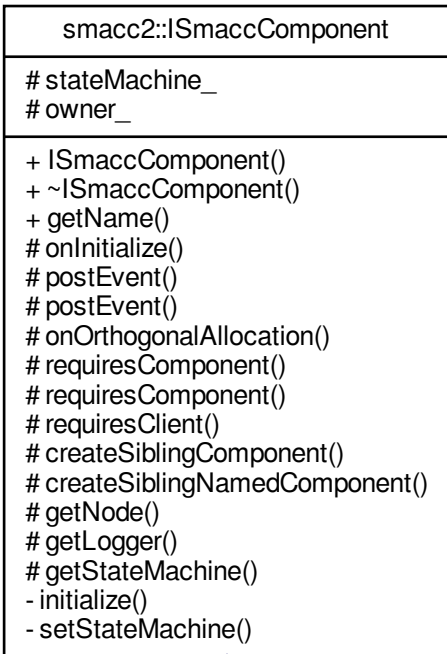 smacc2::ISmaccComponent
# stateMachine_
# owner_
+ ISmaccComponent()
+ ~ISmaccComponent()
+ getName()
# onInitialize()
# postEvent()
# postEvent()
# onOrthogonalAllocation()
# requiresComponent()
# requiresComponent()
# requiresClient()
# createSiblingComponent()
# createSiblingNamedComponent()
# getNode()
# getLogger()
# getStateMachine()
- initialize()
- setStateMachine()